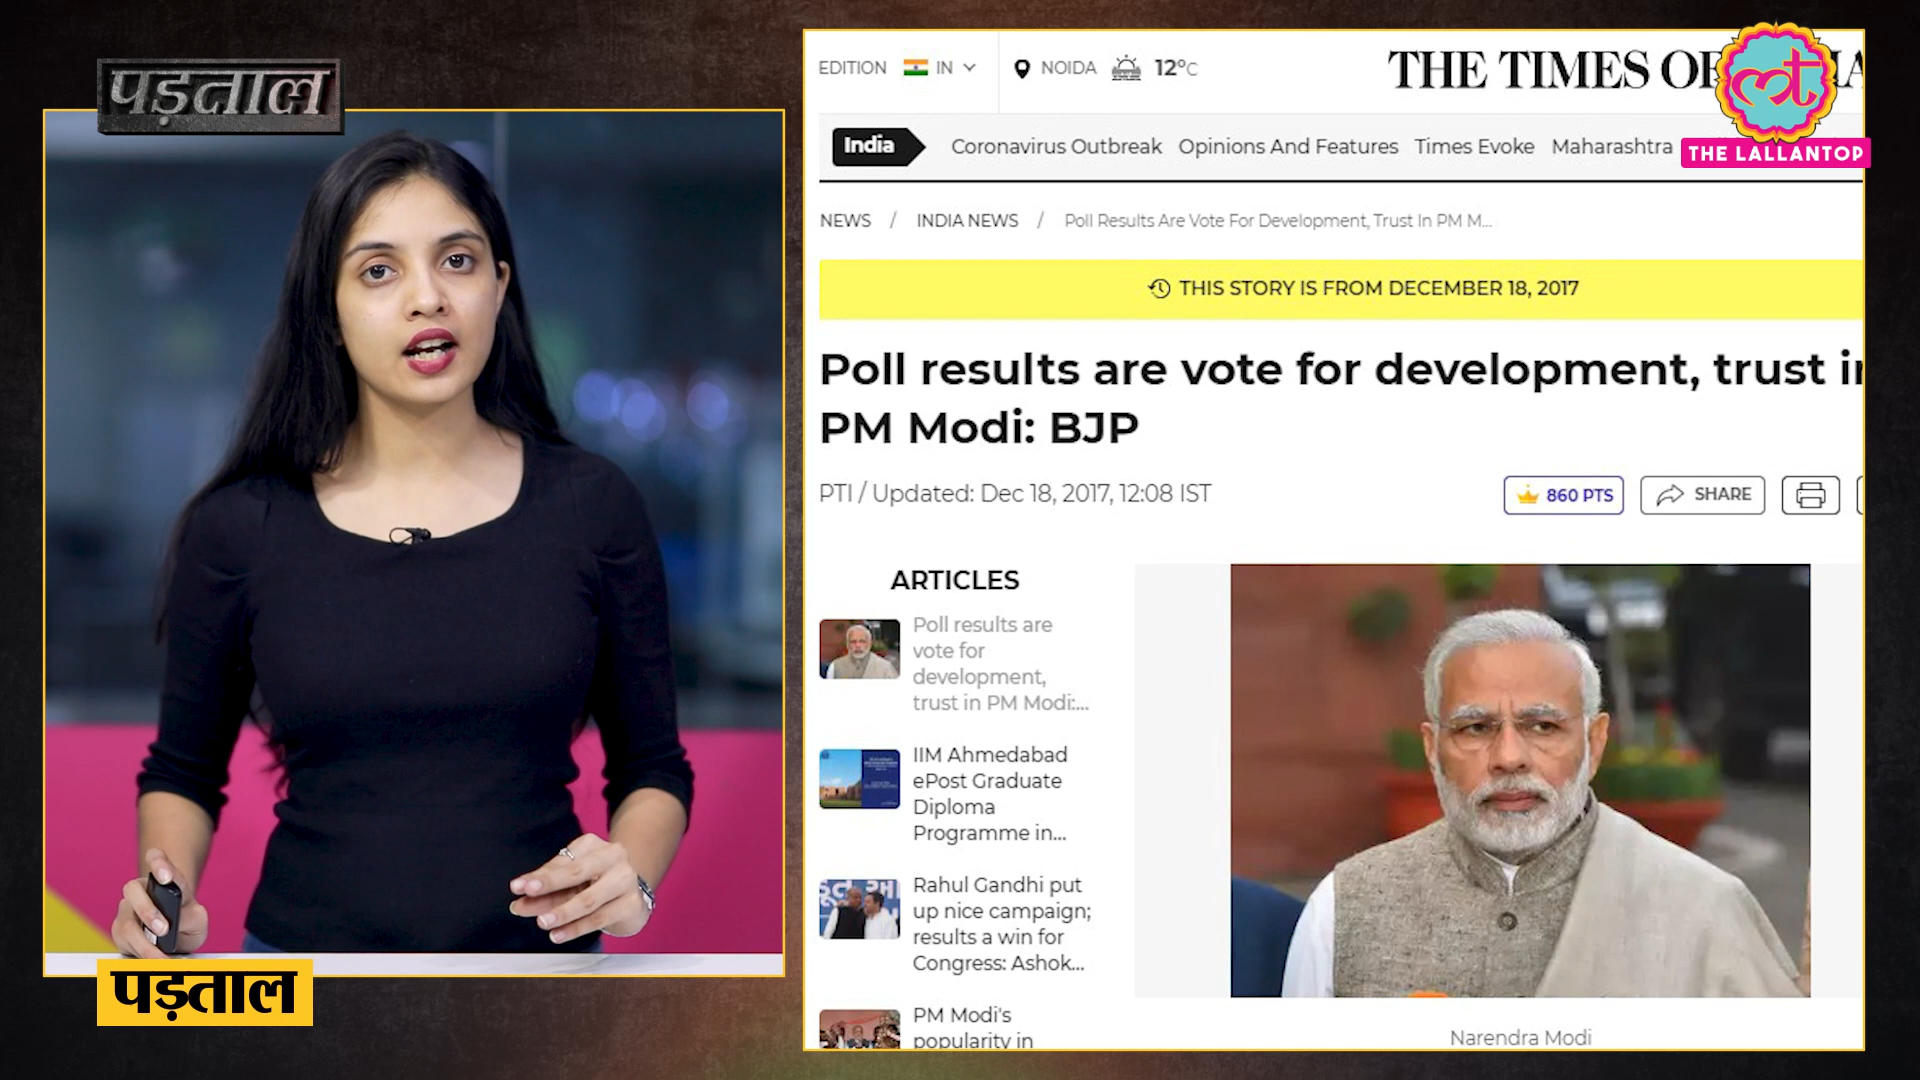 पड़ताल
EDITION IN NOIDA 12°C
THE TIMES OF IA
THE LALLANTOP
India Coronavirus Outbreak Opinions And Features Times Evoke Maharashtra
NEWS / INDIA NEWS / Poll Results Are Vote For Development, Trust In PM M...
THIS STORY IS FROM DECEMBER 18, 2017
Poll results are vote for development, trust in
PM Modi: BJP
PTI / Updated: Dec 18, 2017, 12:08 IST
860 PTS SHARE
ARTICLES
Poll results are
vote for
development,
trust in PM Modi:...
IIM Ahmedabad
ePost Graduate
Diploma
Programme in...
Rahul Gandhi put
up nice campaign;
results a win for
Congress: Ashok...
PM Modi's
popularity in
Narendra Modi
पड़ताल